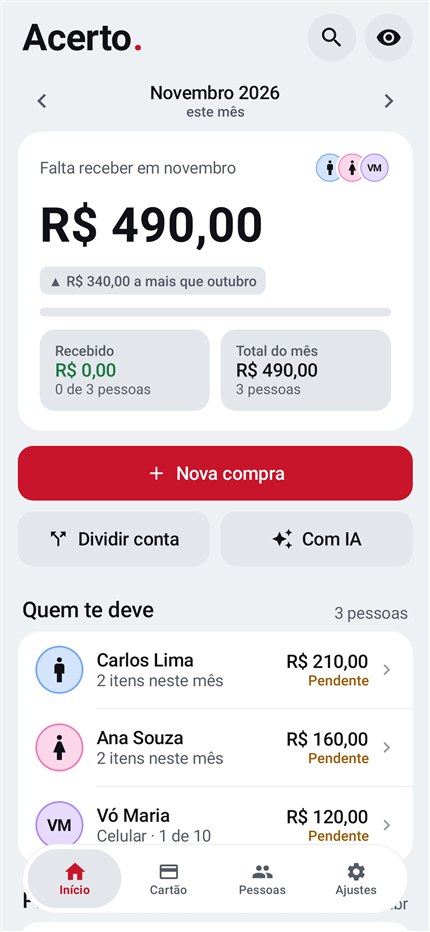 Acerto.
Novembro 2026
este mês
Falta receber em novembro
VM
R$ 490,00
▲ R$ 340,00 a mais que outubro
Recebido
R$ 0,00
0 de 3 pessoas
Total do mês
R$ 490,00
3 pessoas
+ Nova compra
Dividir conta
Com IA
Quem te deve
3 pessoas
Carlos Lima
2 itens neste mês
R$ 210,00
Pendente
Ana Souza
2 itens neste mês
R$ 160,00
Pendente
VM
Vó Maria
Celular · 1 de 10
R$ 120,00
Pendente
Início
Cartão
Pessoas
Ajustes